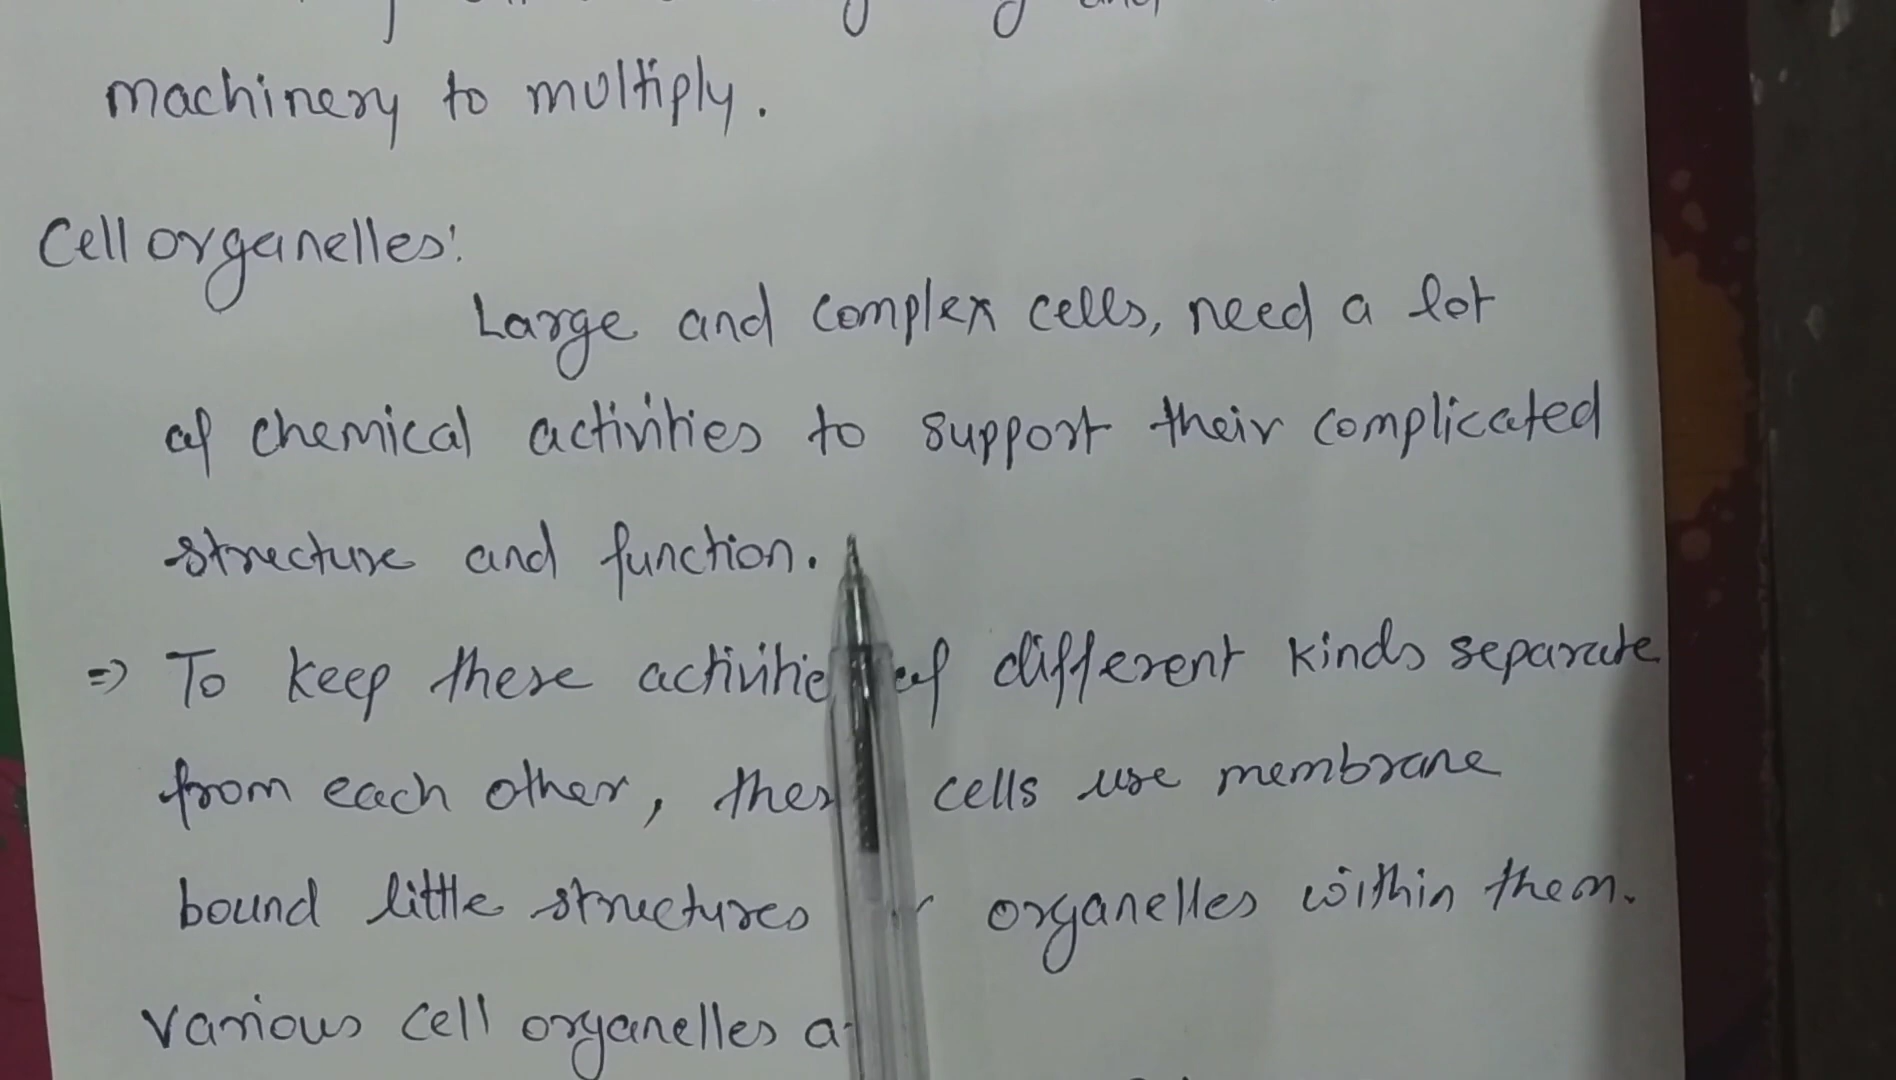 machinery to multiply.
Cell organelles:
Large and complex cells, need a lot
of chemical activities to support their complicated
structure and function.
=> To keep these activitie of different kinds separate
from each other, thes cells use membrane
bound little structures organelles within them.
Various cell organelles a